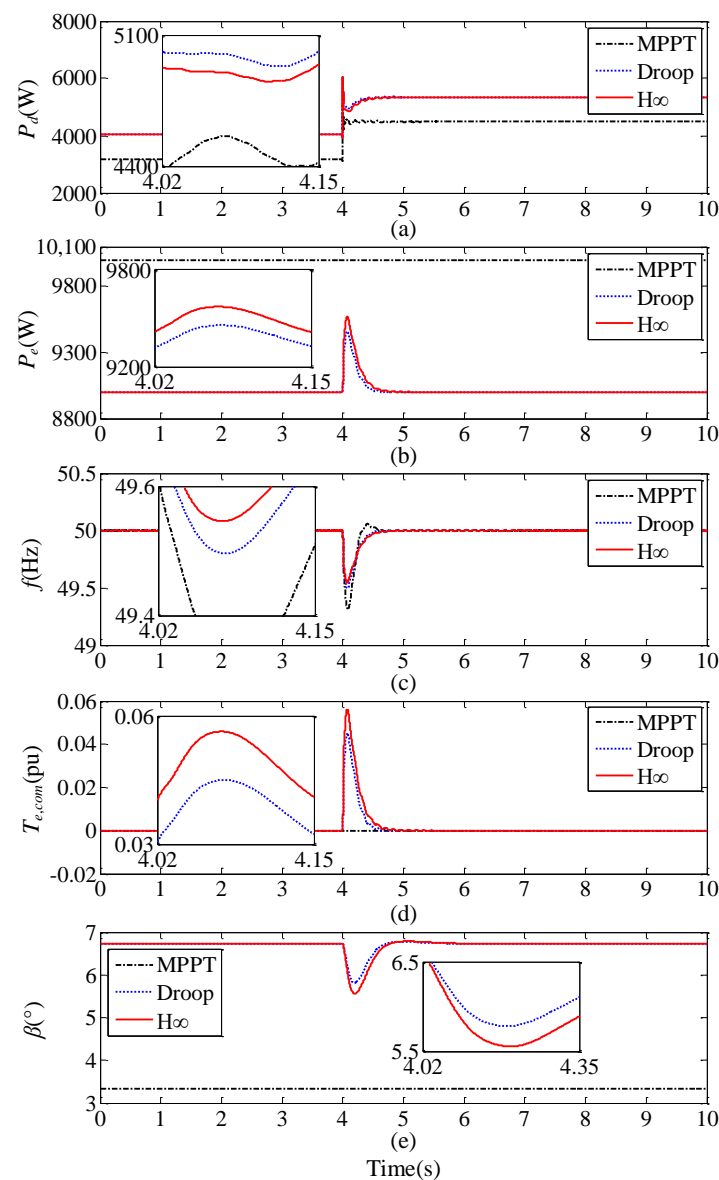 8000
6000
4000
2000
P_d(W)
5100
4400
4.02 4.15
MPPT
Droop
H∞
0 1 2 3 4 5 6 7 8 9 10
(a)
10,100
9800
9300
8800
P_e(W)
9800
9200
4.02 4.15
MPPT
Droop
H∞
0 1 2 3 4 5 6 7 8 9 10
(b)
50.5
50
49.5
49
f(Hz)
49.6
49.4
4.02 4.15
MPPT
Droop
H∞
0 1 2 3 4 5 6 7 8 9 10
(c)
0.06
0.04
0.02
0
-0.02
T_e,com(pu)
0.06
0.03
4.02 4.15
MPPT
Droop
H∞
0 1 2 3 4 5 6 7 8 9 10
(d)
7
6
5
4
3
β(°)
MPPT
Droop
H∞
6.5
5.5
4.02 4.35
0 1 2 3 4 5 6 7 8 9 10
(e)
Time(s)